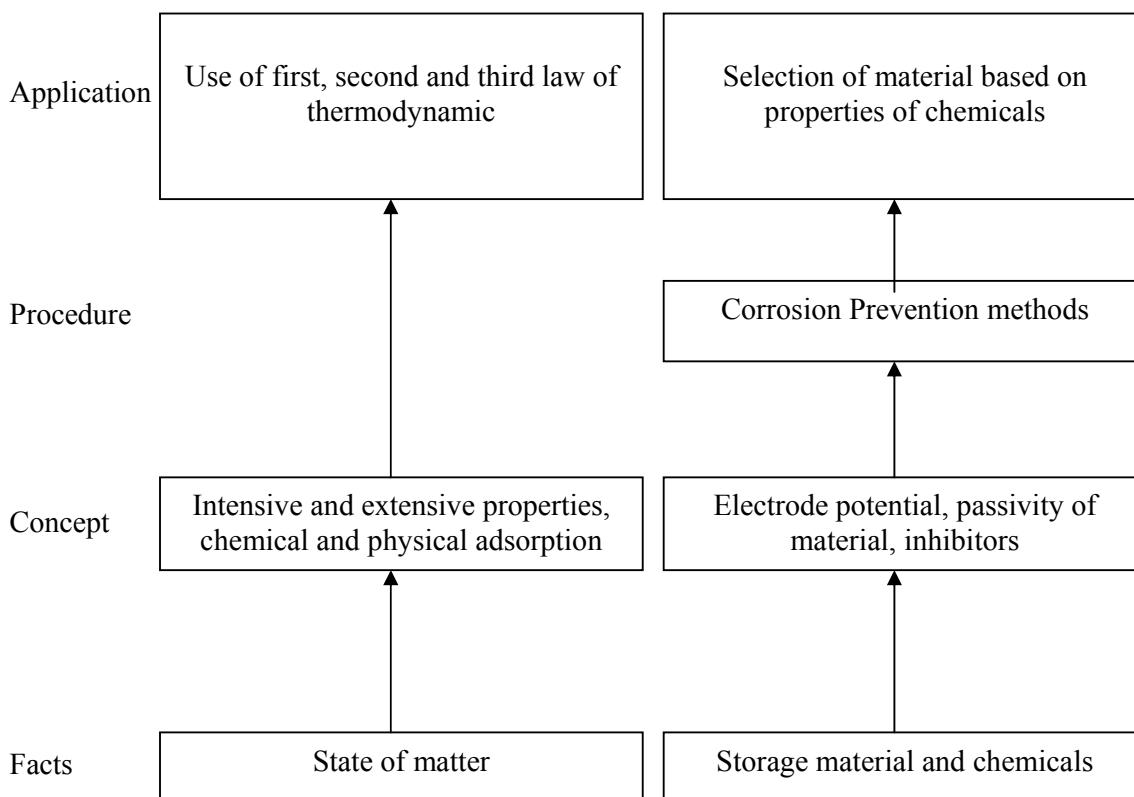 Application
Use of first, second and third law of
thermodynamic
Selection of material based on
properties of chemicals
Procedure
Corrosion Prevention methods
Concept
Intensive and extensive properties,
chemical and physical adsorption
Electrode potential, passivity of
material, inhibitors
Facts
State of matter
Storage material and chemicals